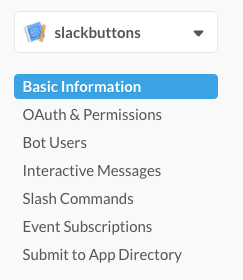 slackbuttons
Basic Information
OAuth & Permissions
Bot Users
Interactive Messages
Slash Commands
Event Subscriptions
Submit to App Directory